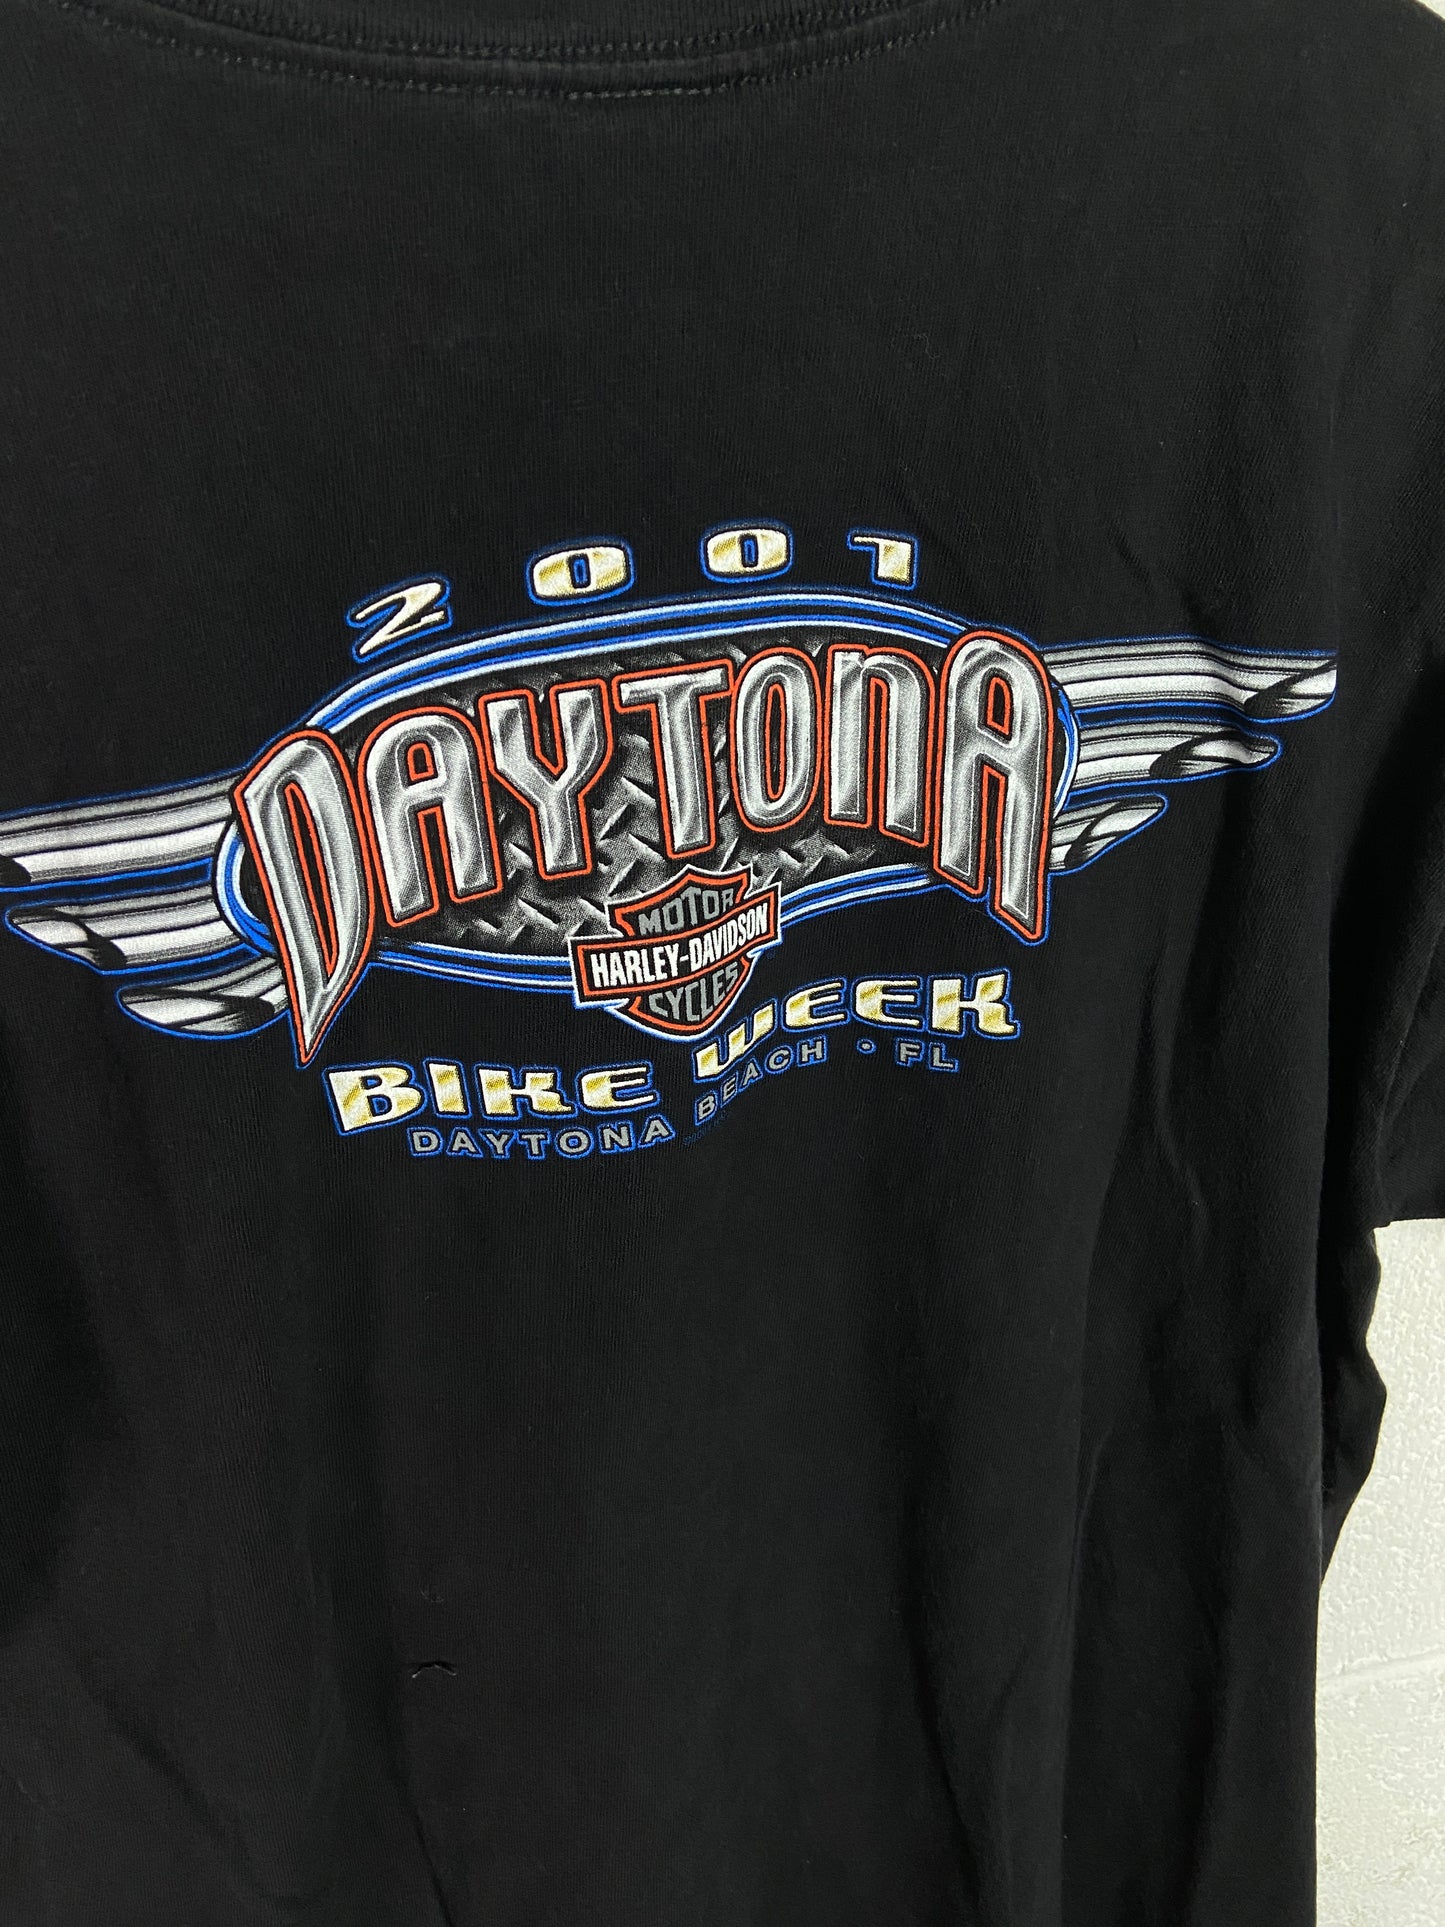 2001
DAYTONA
MOTOR
HARLEY-DAVIDSON
CYCLES
BIKE WEEK
DAYTONA BEACH • FL